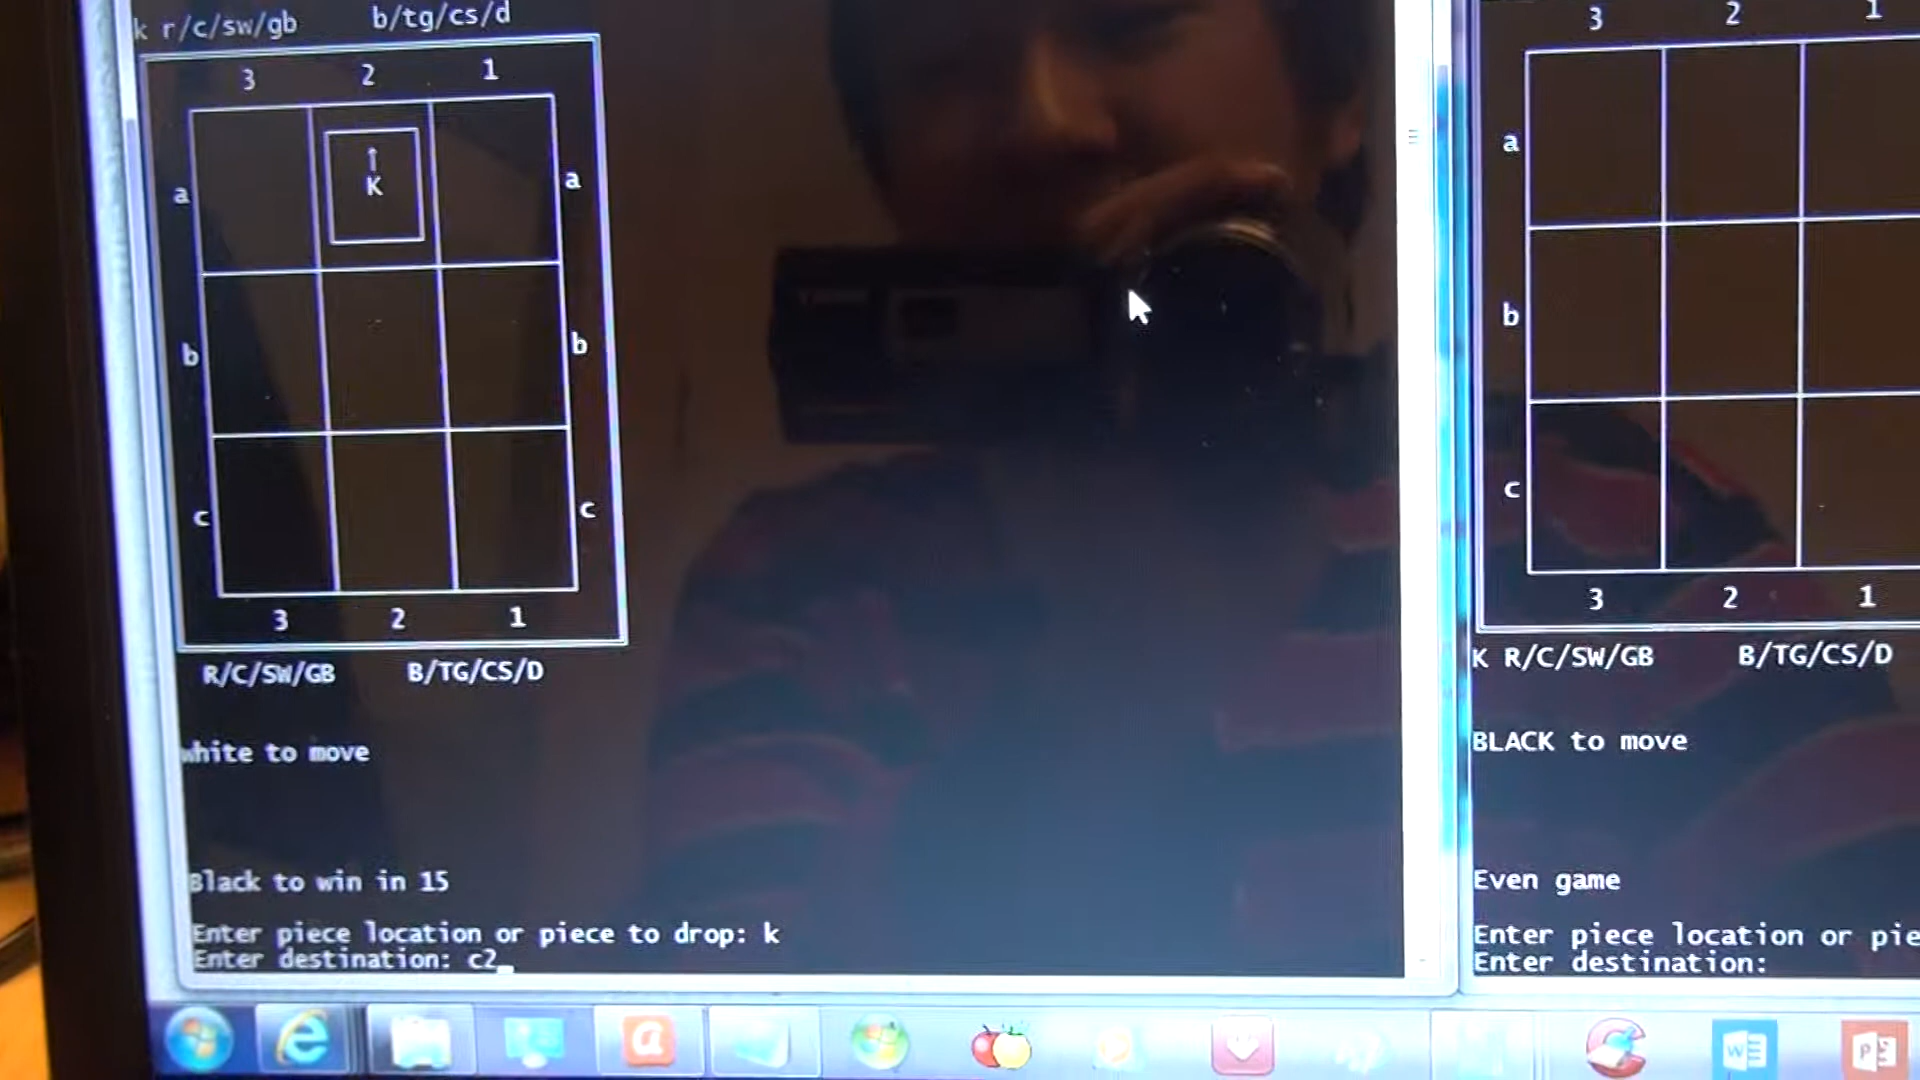 k r/c/sw/gb b/tg/cs/d
3 2 1
↑
K
a a
b b
c c
3 2 1
R/C/SW/GB B/TG/CS/D
white to move
Black to win in 15
Enter piece location or piece to drop: k
Enter destination: c2_
3 2 1
a
b
c
3 2 1
K R/C/SW/GB B/TG/CS/D
BLACK to move
Even game
Enter piece location or pie
Enter destination: